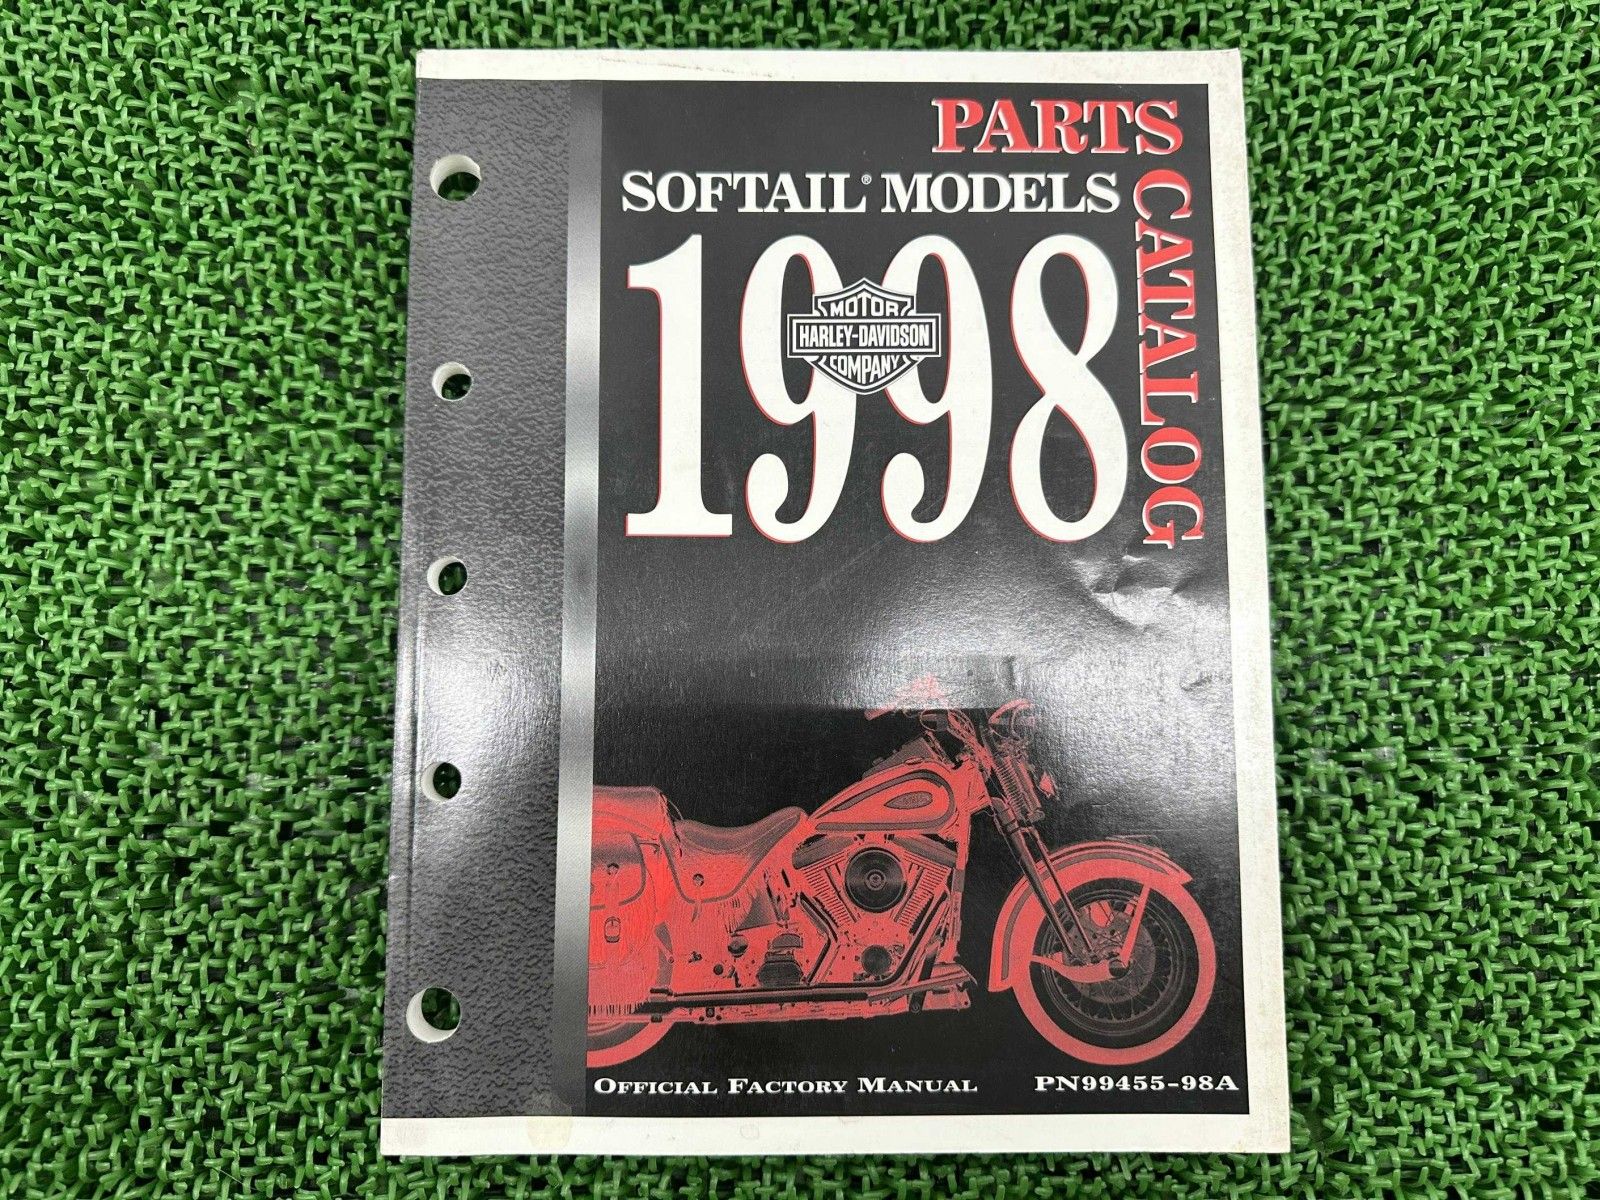 PARTS
CATALOG
SOFTAIL® MODELS
1998
MOTOR
HARLEY-DAVIDSON
COMPANY
OFFICIAL FACTORY MANUAL
PN99455-98A